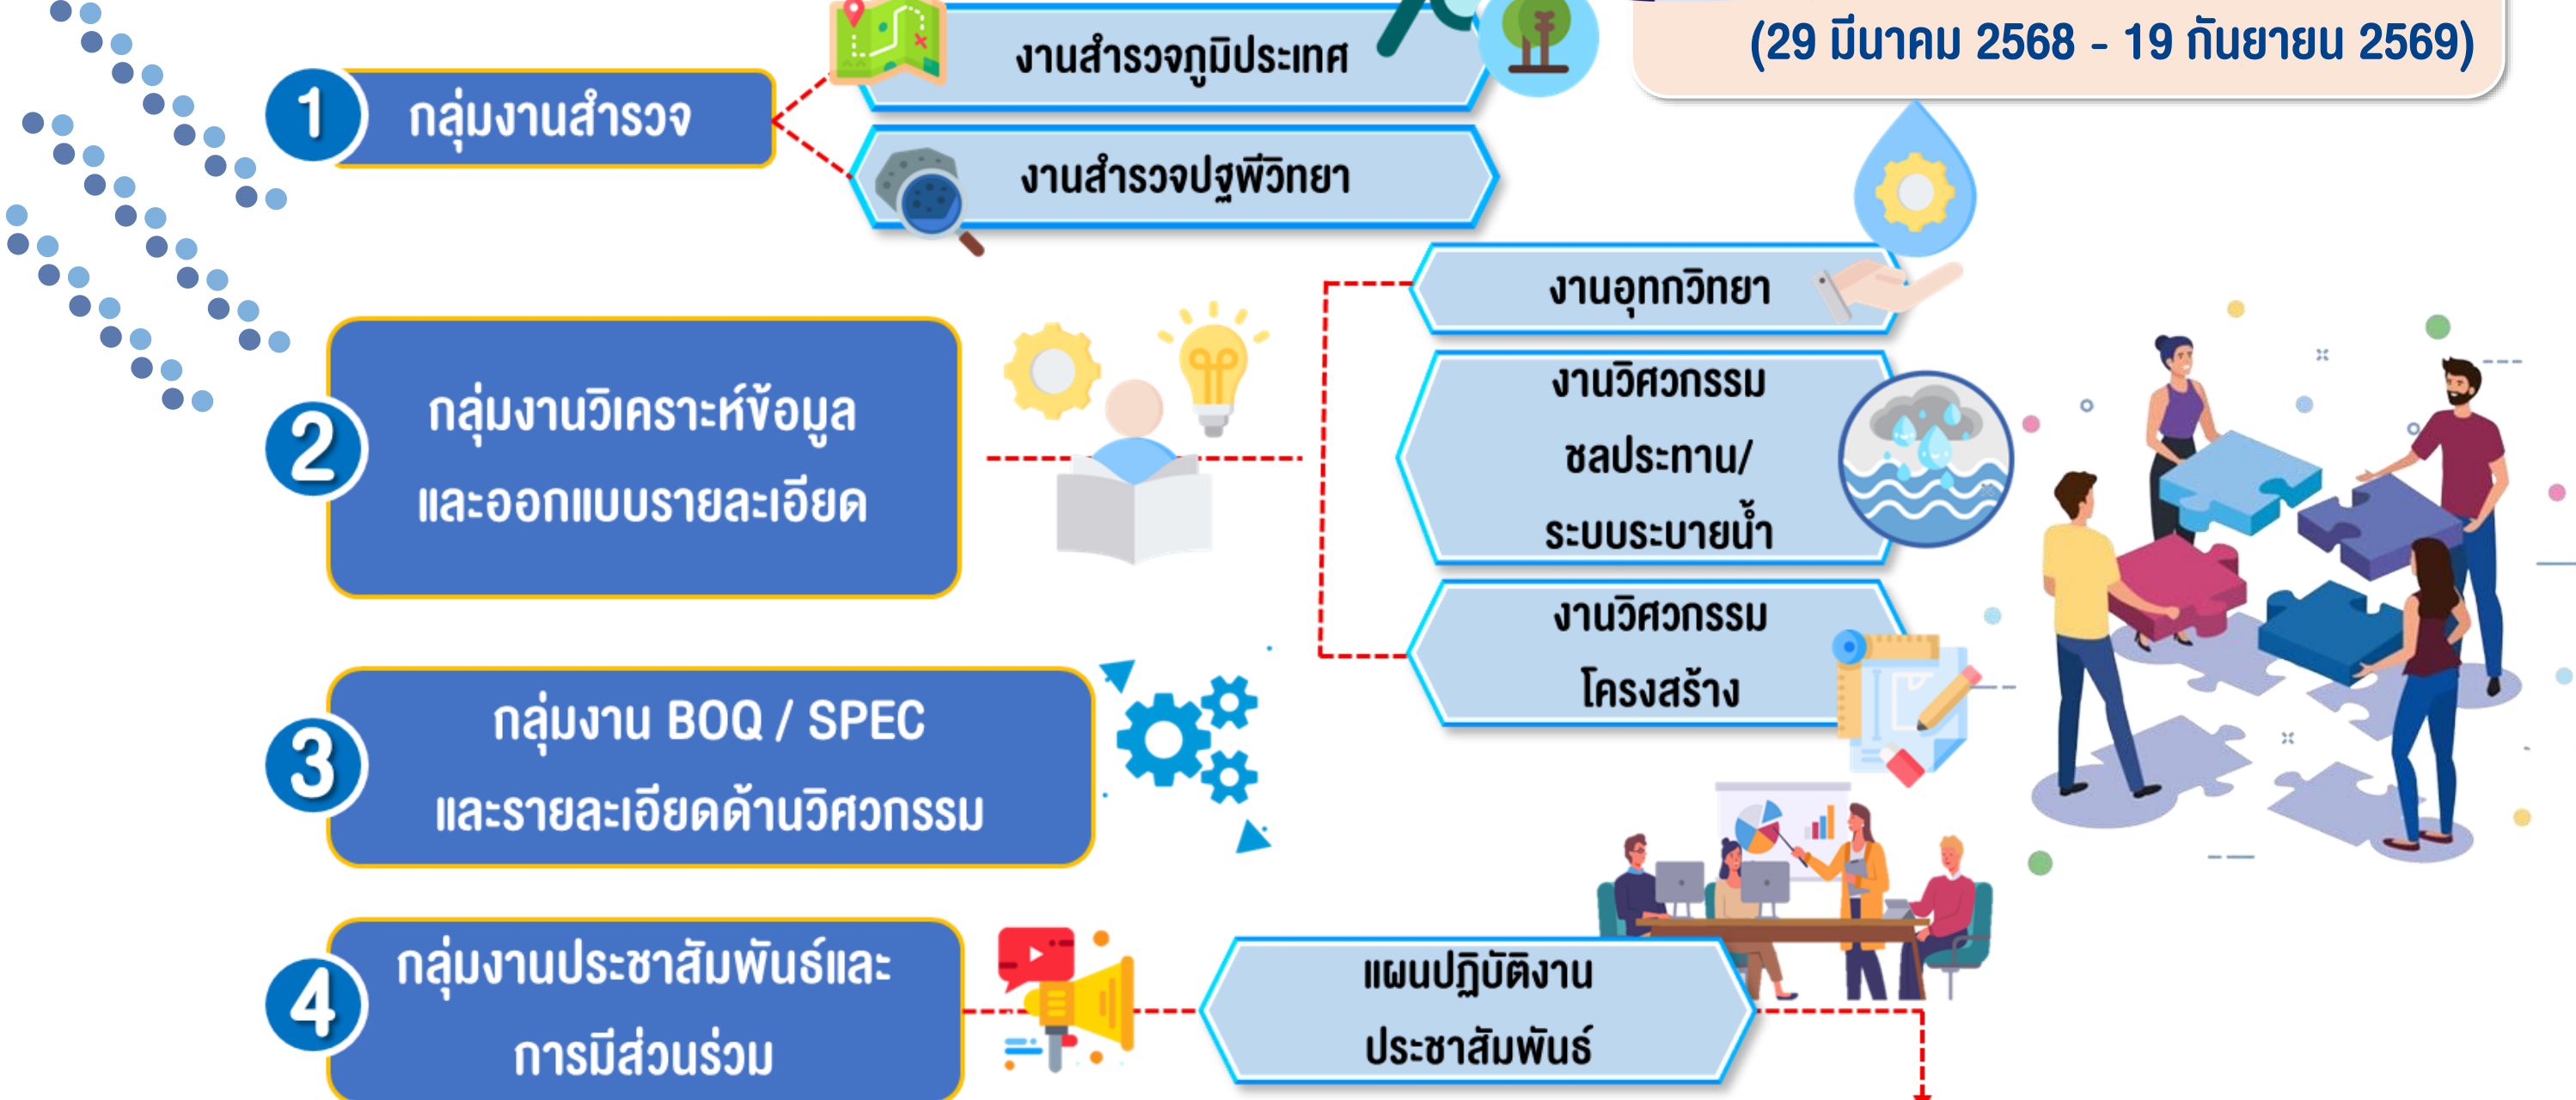 (29 มีนาคม 2568 - 19 กันยายน 2569)
1
กลุ่มงานสำรวจ
งานสำรวจภูมิประเทศ
งานสำรวจปฐพีวิทยา
2
กลุ่มงานวิเคราะห์ข้อมูล
และออกแบบรายละเอียด
งานอุทกวิทยา
งานวิศวกรรม
ชลประทาน/
ระบบระบายน้ำ
งานวิศวกรรม
โครงสร้าง
3
กลุ่มงาน BOQ / SPEC
และรายละเอียดด้านวิศวกรรม
4
กลุ่มงานประชาสัมพันธ์และ
การมีส่วนร่วม
แผนปฏิบัติงาน
ประชาสัมพันธ์